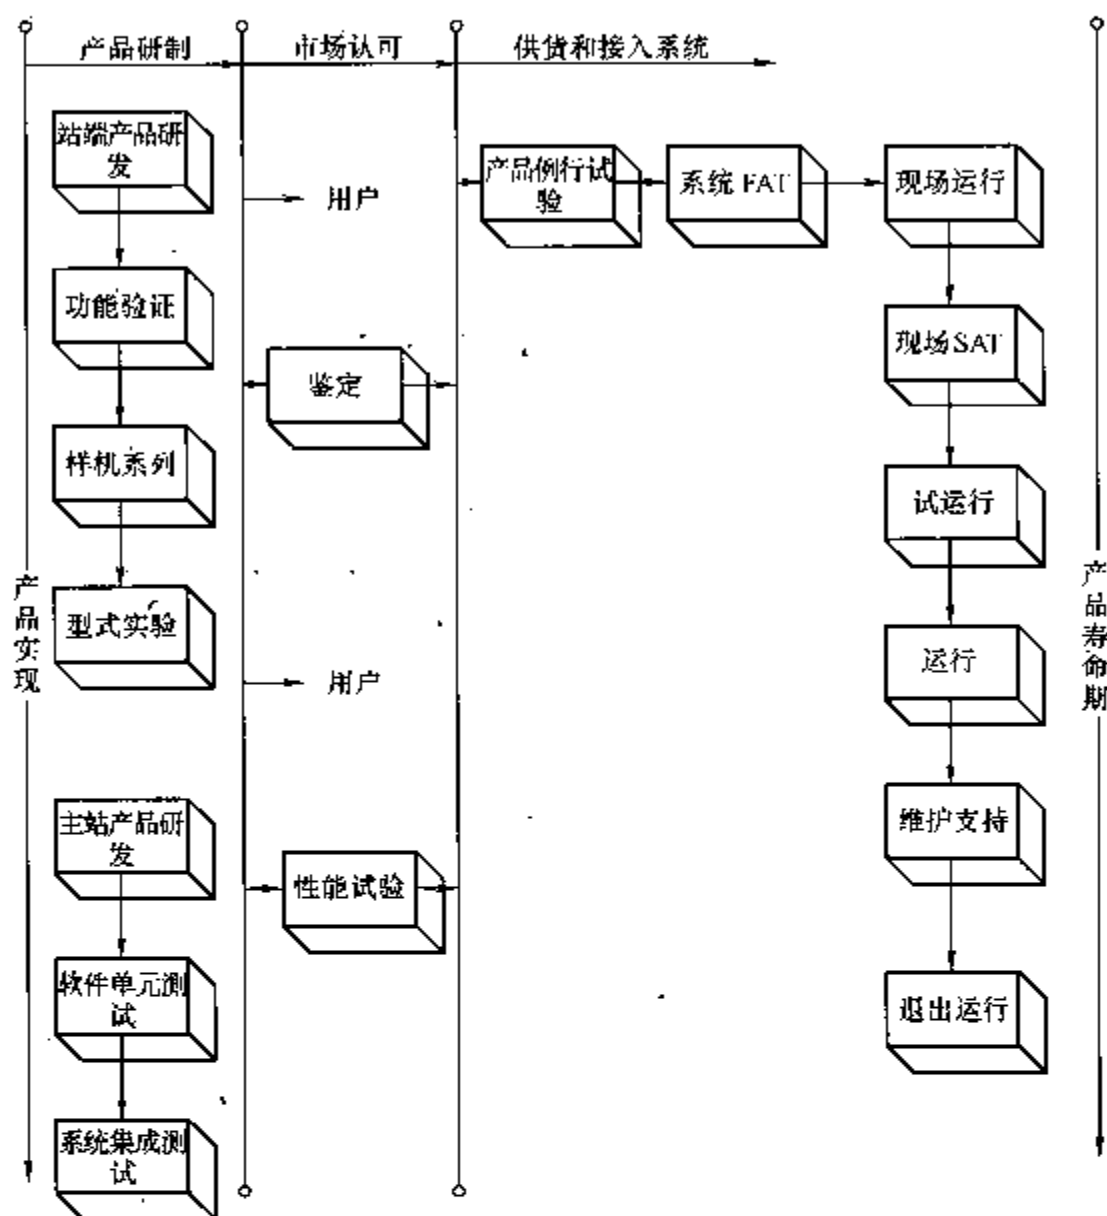 产品研制
市场认可
供货和接入系统
站端产品研
发
用户
产品例行试
验
系统 FAT
现场运行
功能验证
现场SAT
鉴定
样机系列
试运行
产品实现
型式实验
产品寿命期
运行
用户
主站产品研
发
维护支持
性能试验
软件单元测
试
退出运行
系统集成测
试